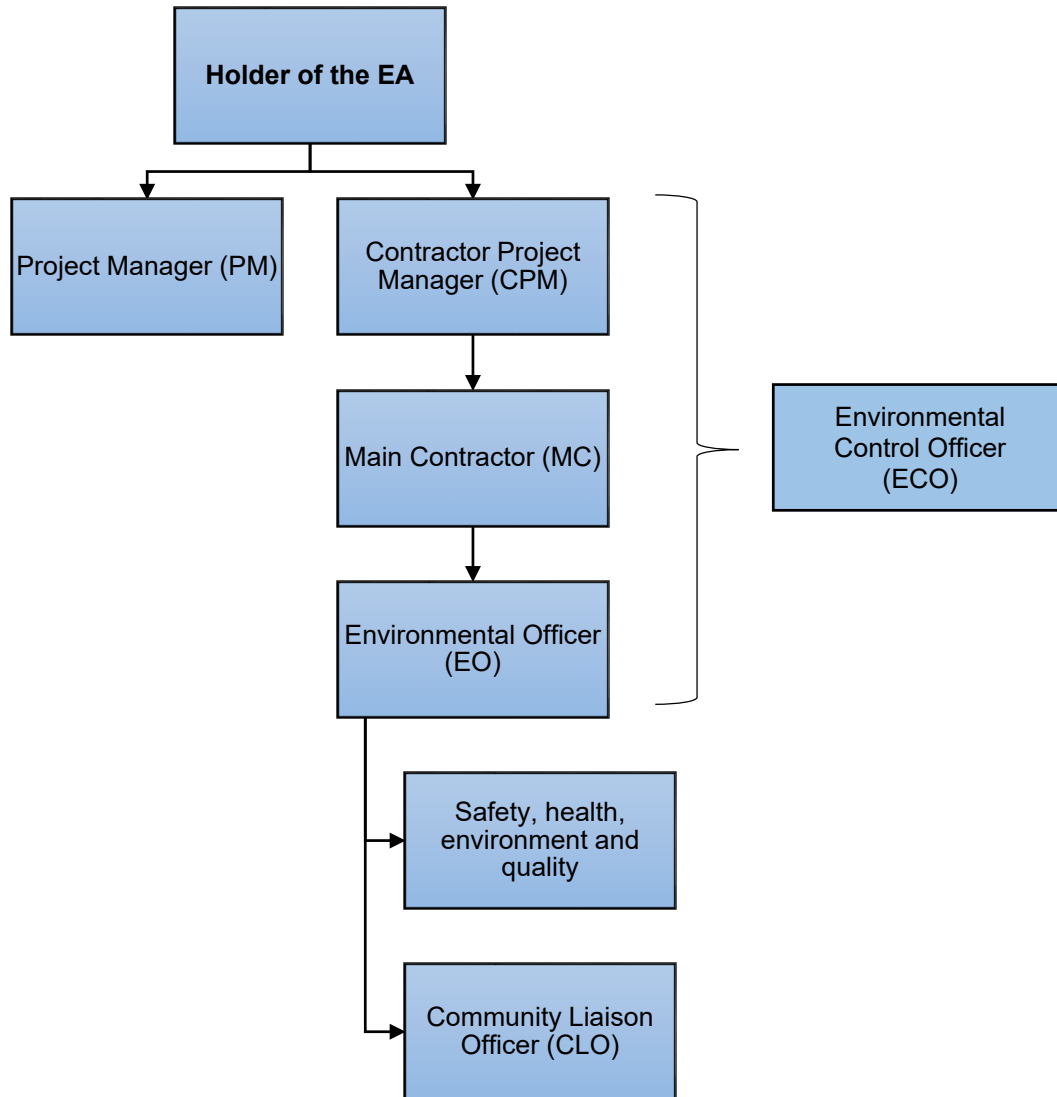 Holder of the EA
Project Manager (PM)
Contractor Project
Manager (CPM)
Main Contractor (MC)
Environmental
Control Officer
(ECO)
Environmental Officer
(EO)
Safety, health,
environment and
quality
Community Liaison
Officer (CLO)